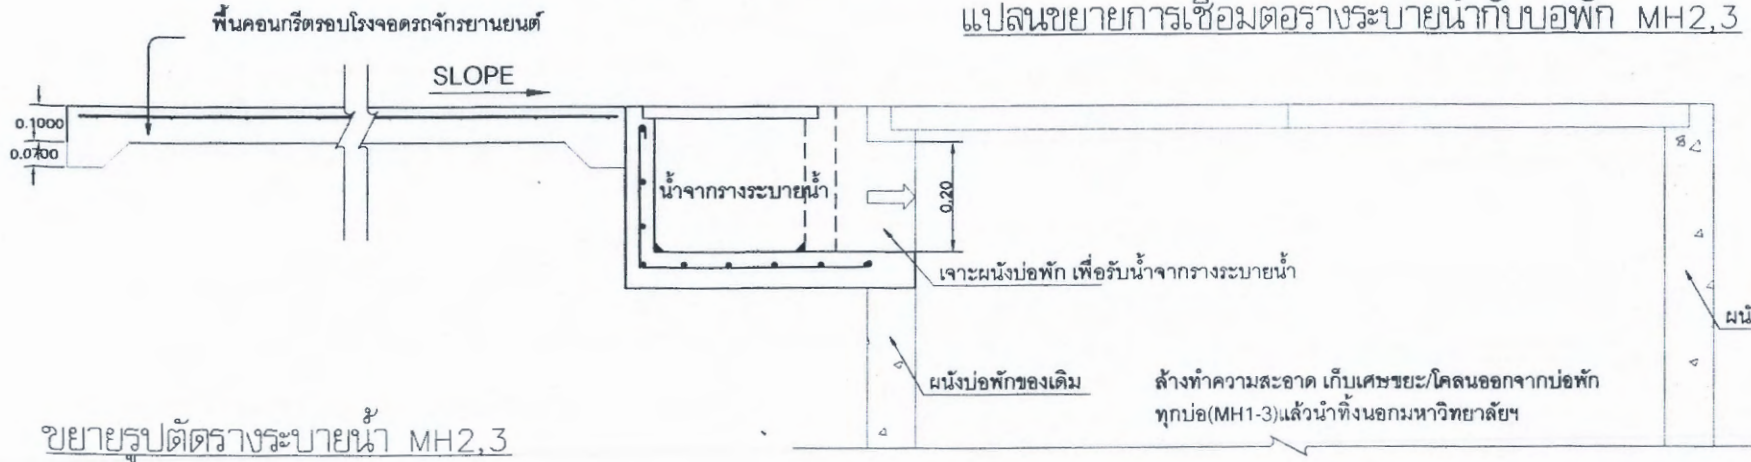 แปลนขยายการเชื่อมต่อรางระบายน้ำกับบ่อพัก MH2,3
พื้นคอนกรีตรอบโรงจอดรถจักรยานยนต์
SLOPE
0.1000
0.0700
น้ำจากรางระบายน้ำ
0.20
เจาะผนังบ่อพัก เพื่อรับน้ำจากรางระบายน้ำ
ผนังบ่อพักของเดิม
ล้างทำความสะอาด เก็บเศษขยะ/โคลนออกจากบ่อพัก
ทุกบ่อ(MH1-3)แล้วนำทิ้งนอกมหาวิทยาลัยฯ
ขยายรูปตัดรางระบายน้ำ MH2,3